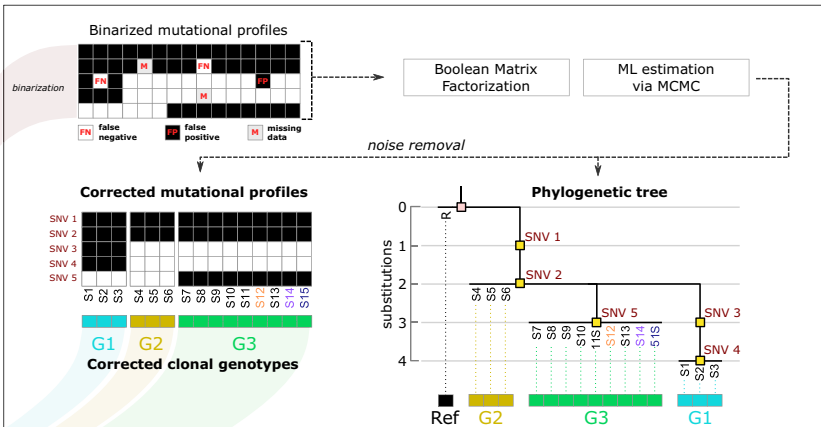 Binarized mutational profiles
M
FN
FN
FP
M
binarization
FN
false
negative
FP
false
positive
M
missing
data
Boolean Matrix
Factorization
ML estimation
via MCMC
noise removal
Corrected mutational profiles
SNV 1
SNV 2
SNV 3
SNV 4
SNV 5
S1
S2
S3
S4
S5
S6
S7
S8
S9
S10
S11
S12
S13
S14
S15
G1
G2
G3
Corrected clonal genotypes
Phylogenetic tree
substitutions
0
1
2
3
4
R
SNV 1
SNV 2
S4
S5
S6
SNV 5
SNV 3
S7
S8
S9
S10
11S
S12
S13
S14
51S
SNV 4
S1
S2
S3
Ref
G2
G3
G1